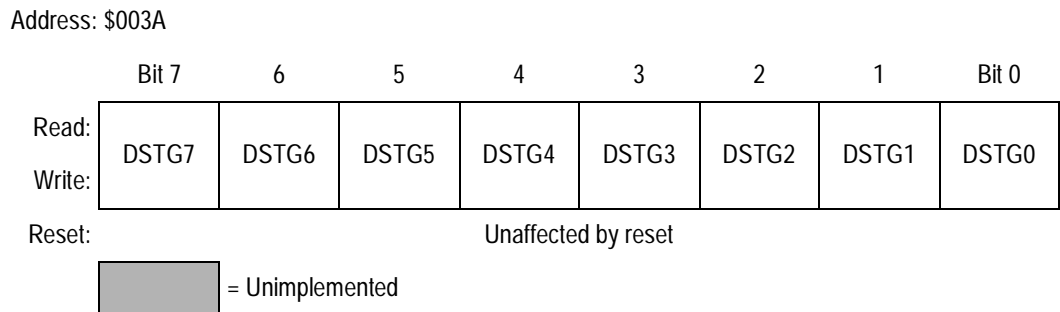 Address: $003A
Bit 7 6 5 4 3 2 1 Bit 0
Read:
DSTG7 DSTG6 DSTG5 DSTG4 DSTG3 DSTG2 DSTG1 DSTG0
Write:
Reset: Unaffected by reset
= Unimplemented